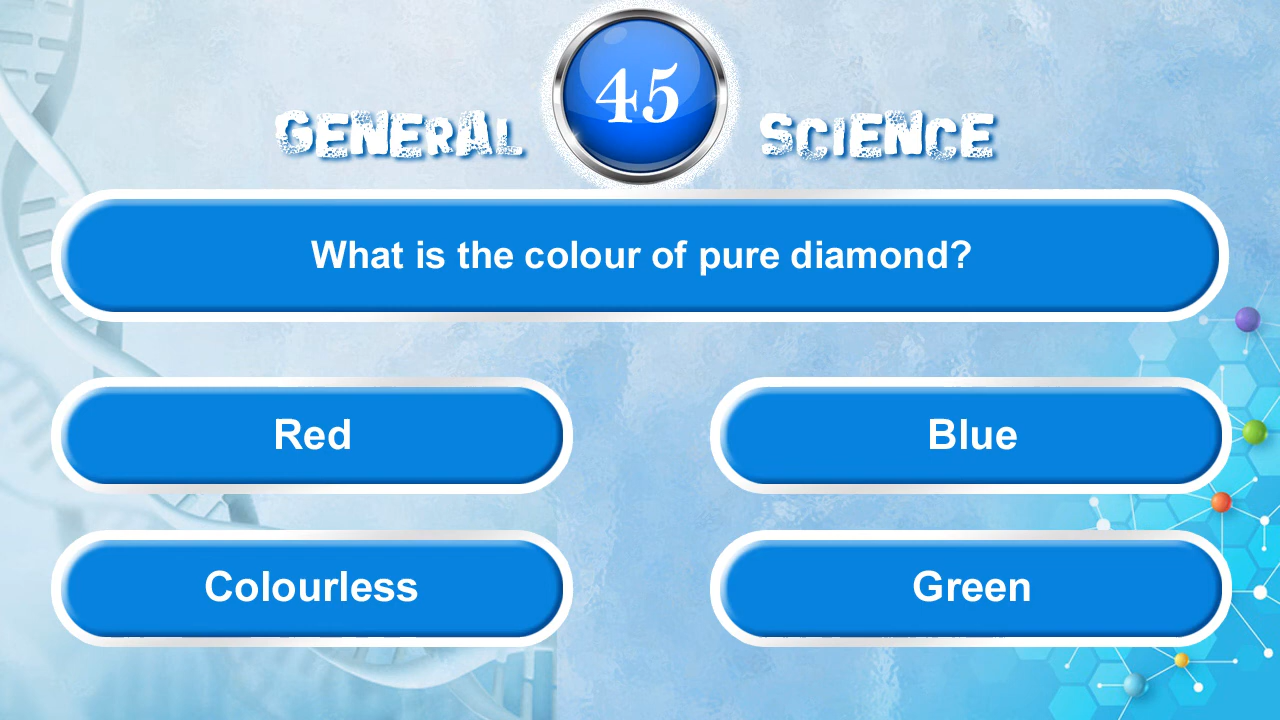 45
GENERAL SCIENCE
What is the colour of pure diamond?
Red
Blue
Colourless
Green